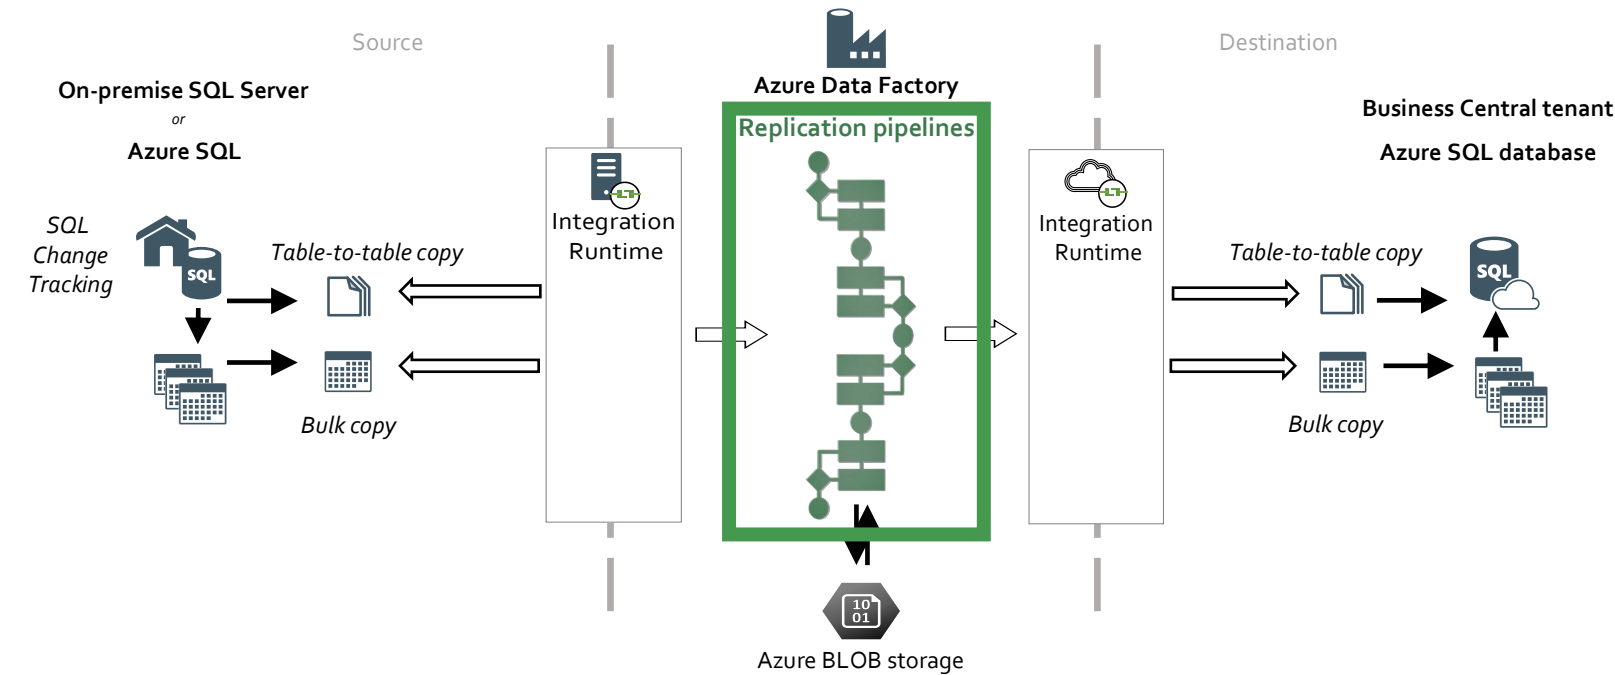 Source
Destination
On-premise SQL Server
or
Azure SQL
SQL
Change
Tracking
SQL
Table-to-table copy
Bulk copy
Integration
Runtime
Azure Data Factory
Replication pipelines
10
01
Azure BLOB storage
Integration
Runtime
Business Central tenant
Azure SQL database
Table-to-table copy
SQL
Bulk copy